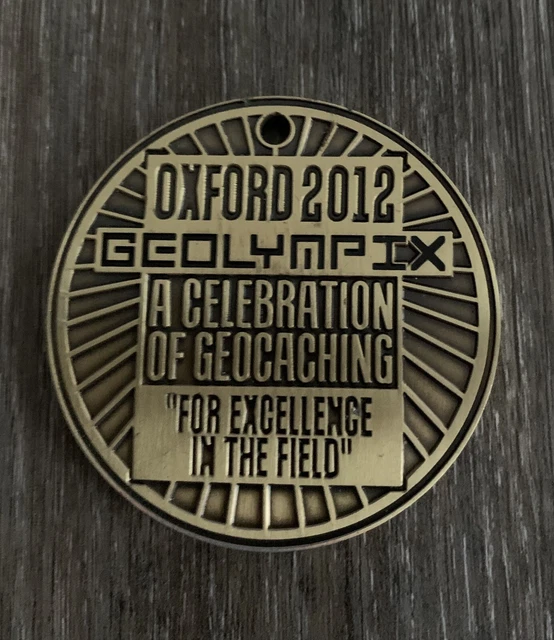 OXFORD 2012
GEOLYMPIX
A CELEBRATION
OF GEOCACHING
"FOR EXCELLENCE
IN THE FIELD"